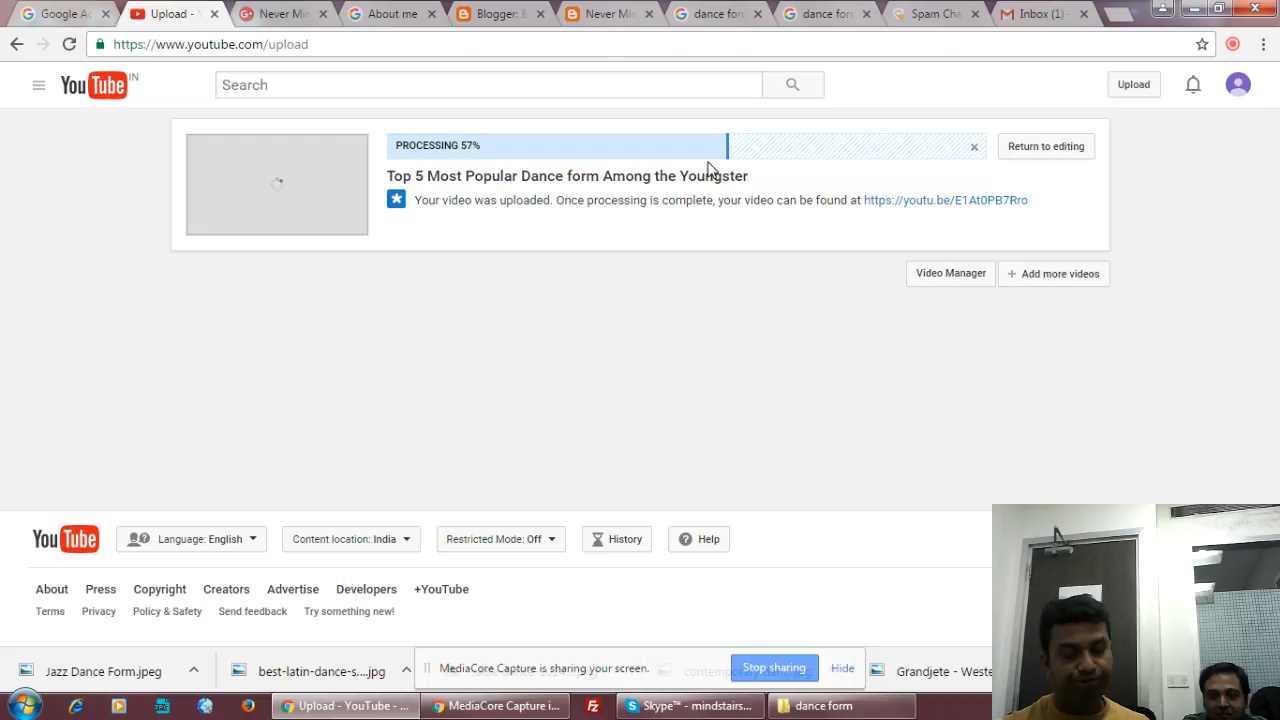 Google Ac
Upload - Y
Never Min
About me
Blogger: B
Never Min
dance forn
dance forn
Spam Cha
Inbox (1) -
https://www.youtube.com/upload
YouTube IN
Search
Upload
PROCESSING 57%
Return to editing
Top 5 Most Popular Dance form Among the Youngster
Your video was uploaded. Once processing is complete, your video can be found at https://youtu.be/E1At0PB7Rro
Video Manager
+ Add more videos
YouTube
Language: English
Content location: India
Restricted Mode: Off
History
Help
About Press Copyright Creators Advertise Developers +YouTube
Terms Privacy Policy & Safety Send feedback Try something new!
Jazz Dance Form.jpeg
best-latin-dance-s....jpg
MediaCore Capture is sharing your screen.
Stop sharing
Hide
Grandjete - Weste
Upload - YouTube - ...
MediaCore Capture i...
Skype™ - mindstairs...
dance form